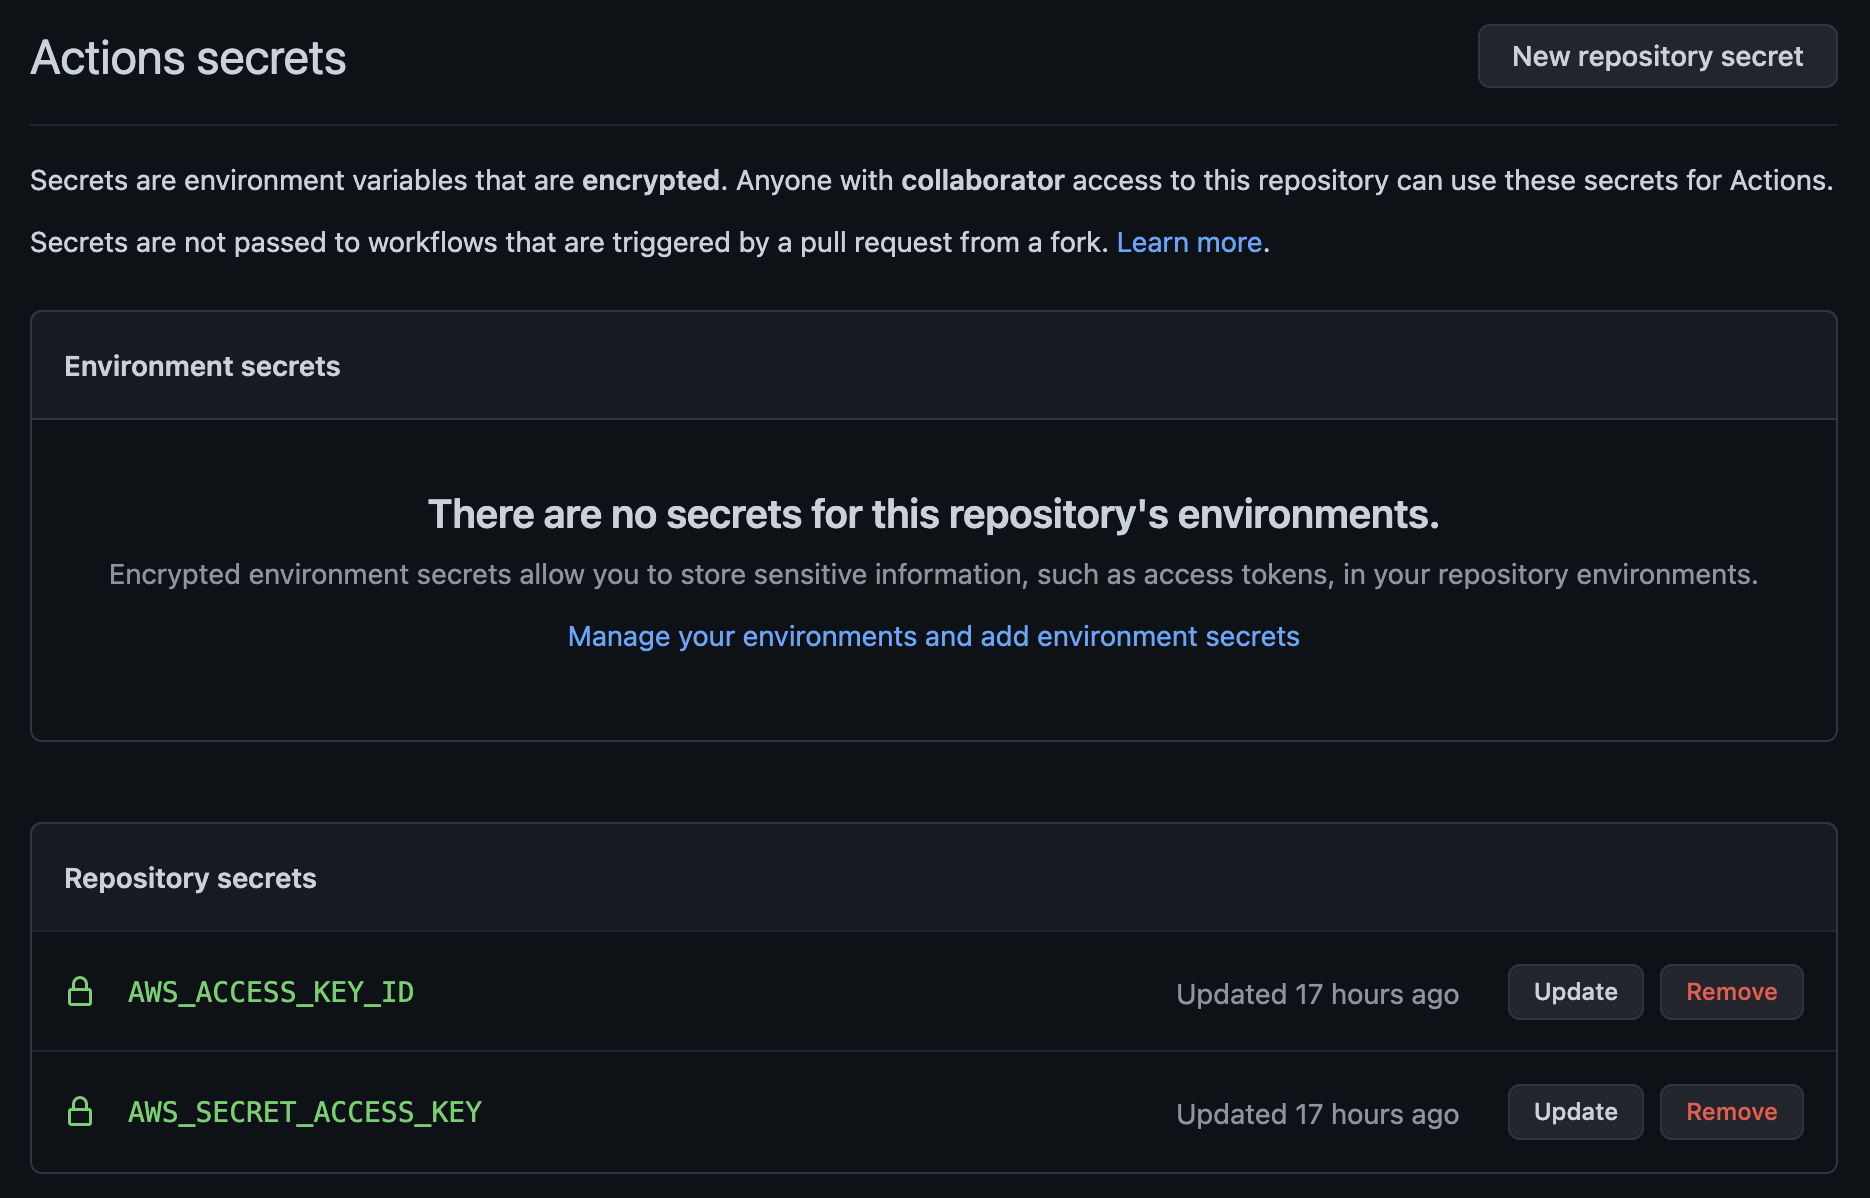 Actions secrets
New repository secret
Secrets are environment variables that are encrypted. Anyone with collaborator access to this repository can use these secrets for Actions.
Secrets are not passed to workflows that are triggered by a pull request from a fork. Learn more.
Environment secrets
There are no secrets for this repository's environments.
Encrypted environment secrets allow you to store sensitive information, such as access tokens, in your repository environments.
Manage your environments and add environment secrets
Repository secrets
AWS_ACCESS_KEY_ID Updated 17 hours ago Update Remove
AWS_SECRET_ACCESS_KEY Updated 17 hours ago Update Remove